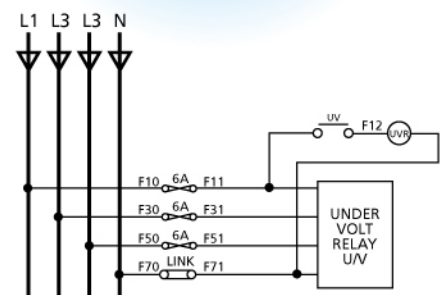 L1 L3 L3 N
UV
F12 UVR
F10 6A F11
F30 6A F31
F50 6A F51
F70 LINK F71
UNDER
VOLT
RELAY
U/V